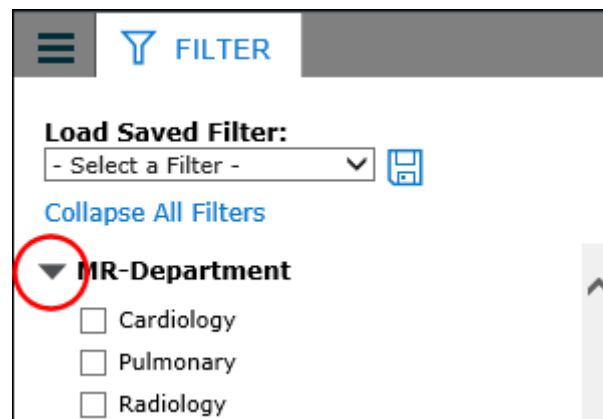 FILTER
Load Saved Filter:
- Select a Filter -
Collapse All Filters
MR-Department
Cardiology
Pulmonary
Radiology